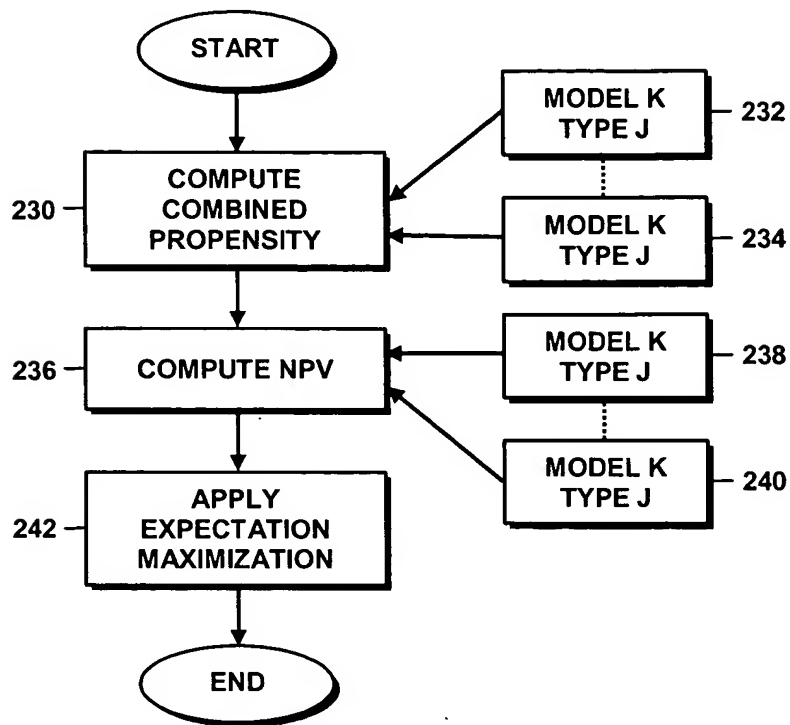 START
MODEL K
TYPE J
232
230
COMPUTE
COMBINED
PROPENSITY
MODEL K
TYPE J
234
236
COMPUTE NPV
MODEL K
TYPE J
238
242
APPLY
EXPECTATION
MAXIMIZATION
MODEL K
TYPE J
240
END